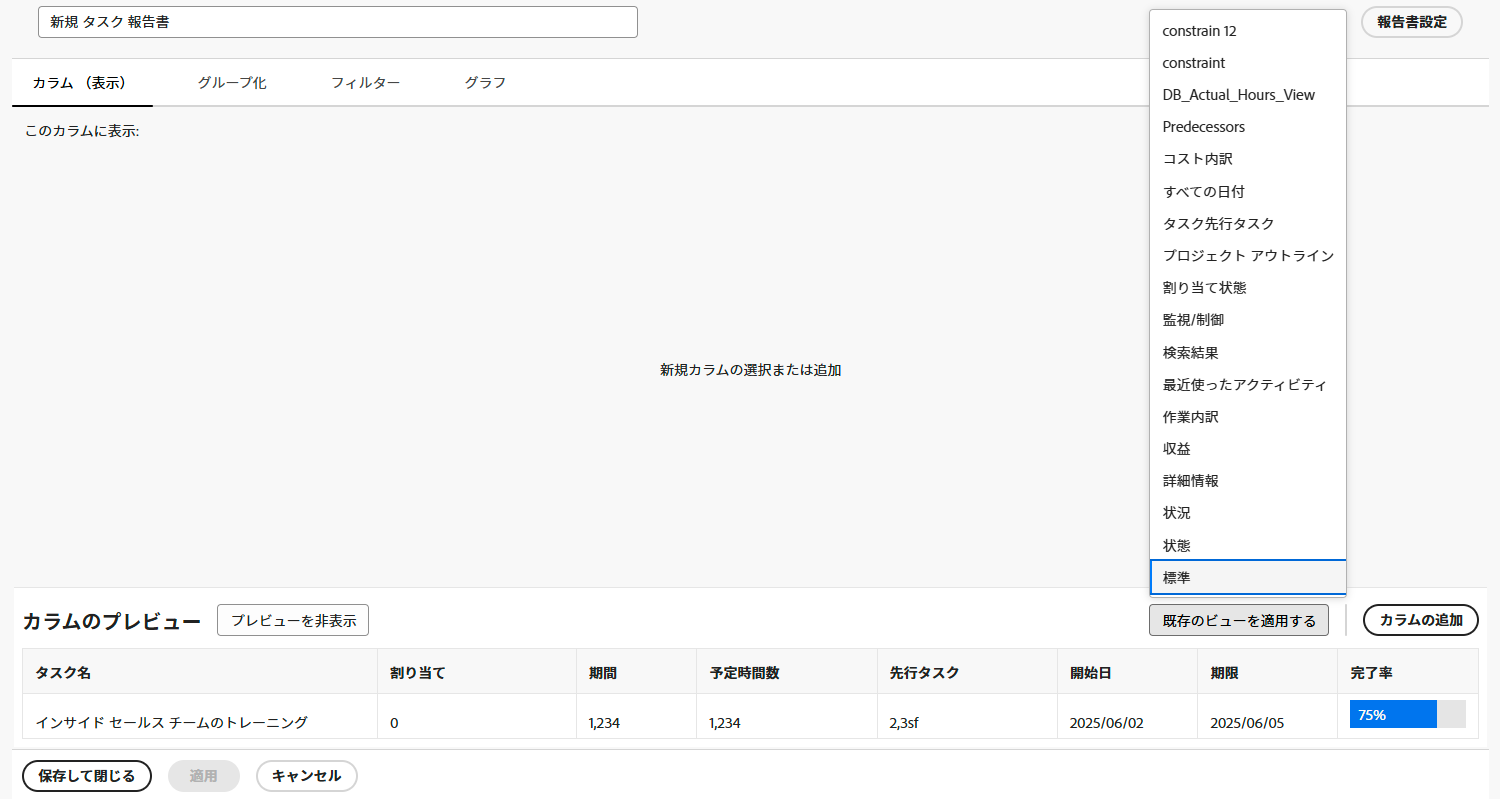 新規 タスク 報告書
報告書設定
カラム （表示）
グループ化
フィルター
グラフ
このカラムに表示:
新規カラムの選択または追加
constrain 12
constraint
DB_Actual_Hours_View
Predecessors
コスト内訳
すべての日付
タスク先行タスク
プロジェクト アウトライン
割り当て状態
監視/制御
検索結果
最近使ったアクティビティ
作業内訳
収益
詳細情報
状況
状態
標準
カラムのプレビュー
プレビューを非表示
既存のビューを適用する
カラムの追加
タスク名 割り当て 期間 予定時間数 先行タスク 開始日 期限 完了率
インサイド セールス チームのトレーニング 0 1,234 1,234 2,3sf 2025/06/02 2025/06/05 75%
保存して閉じる
適用
キャンセル